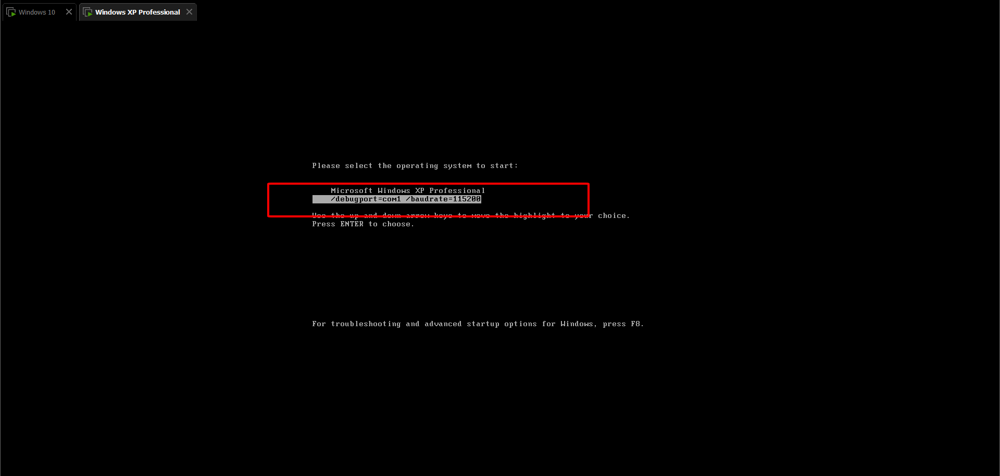 Windows 10
Windows XP Professional
Please select the operating system to start:
Microsoft Windows XP Professional
/debugport=com1 /baudrate=115200
Use the up and down arrow keys to move the highlight to your choice.
Press ENTER to choose.
For troubleshooting and advanced startup options for Windows, press F8.